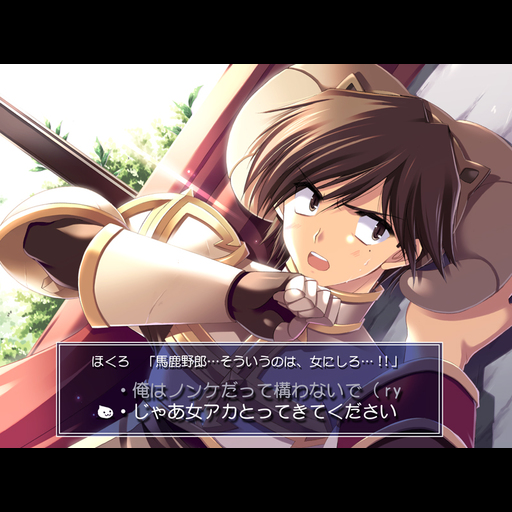 ほくろ 「馬鹿野郎…そういうのは、女にしろ…!!」
・俺はノンケだって構わないで(ry
・じゃあ女アカとってきてください